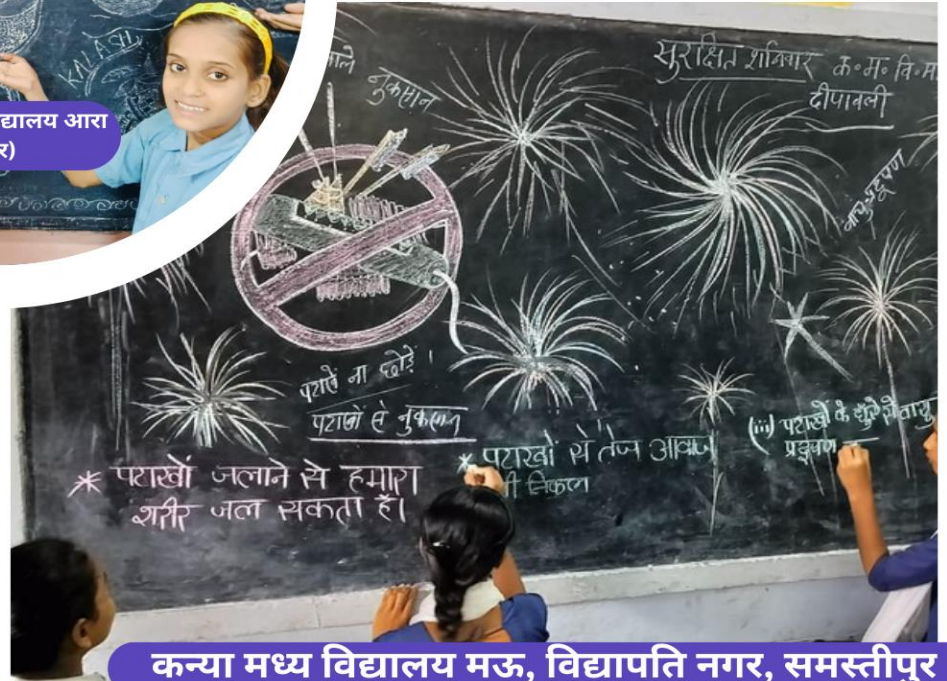 KALASH
द्यालय आरा
र)
ाले
नुकसान
सुरक्षित शनिवार क॰म॰वि॰म
दीपावली
वायु प्रदूषण
पटाखें ना छोड़ें।
पटाखों से नुकसान
* पटाखों जलाने से हमारा
शरीर जल सकता हैं।
* पटाखों से तेज आवाज
भी निकल
(iii) पटाखों के धुएँ से वायु
प्रदूषण
कन्या मध्य विद्यालय मऊ, विद्यापति नगर, समस्तीपुर